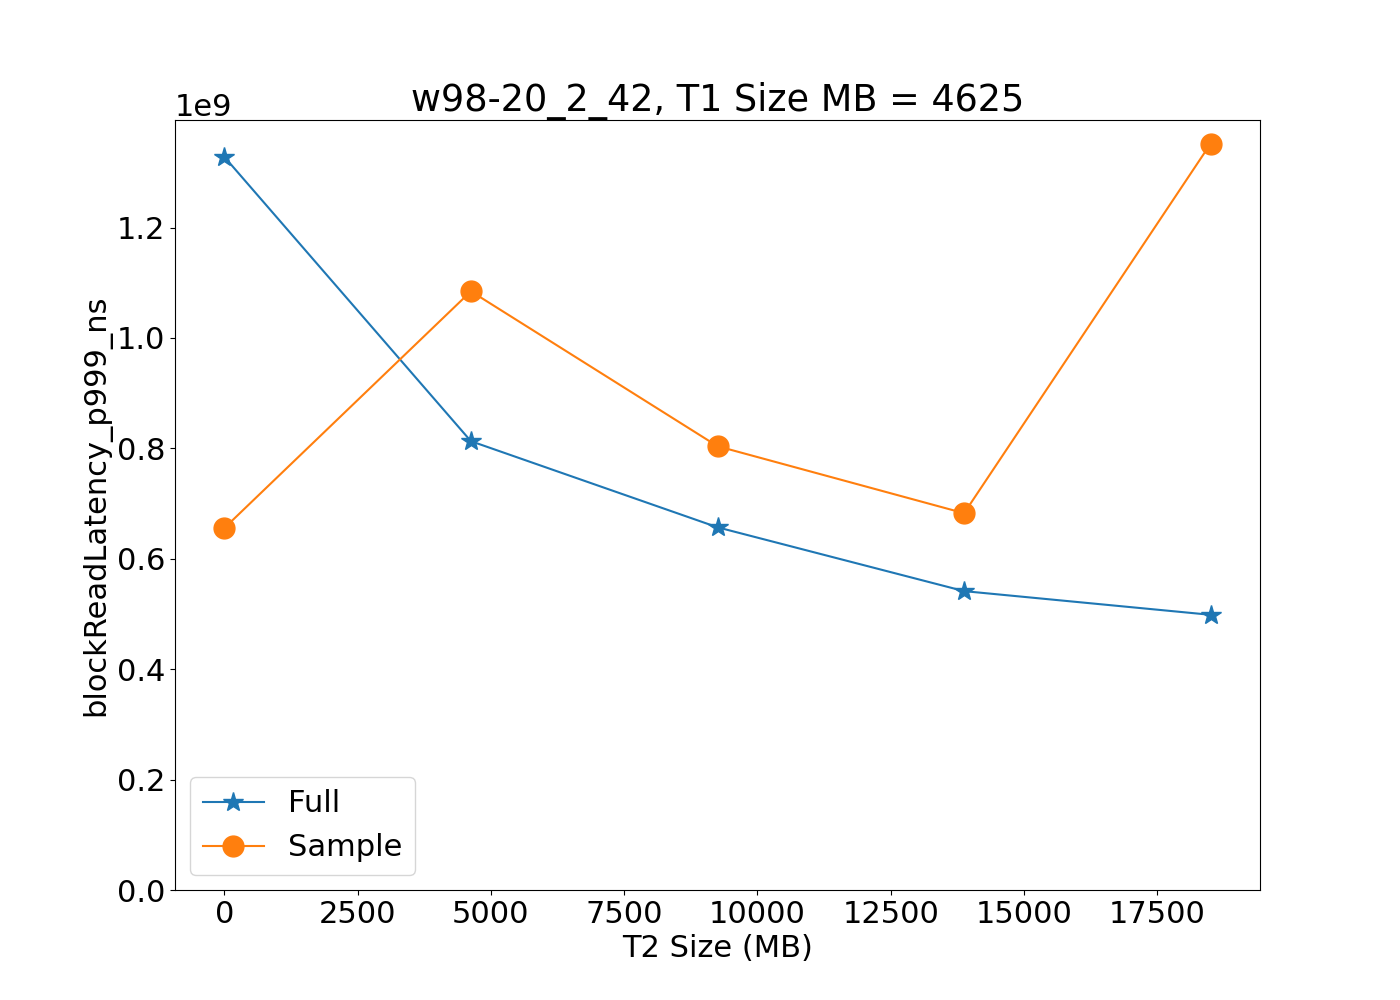 w98-20_2_42, T1 Size MB = 4625
1e9
1.2
1.0
0.8
0.6
0.4
0.2
0.0
blockReadLatency_p999_ns
Full
Sample
0 2500 5000 7500 10000 12500 15000 17500
T2 Size (MB)